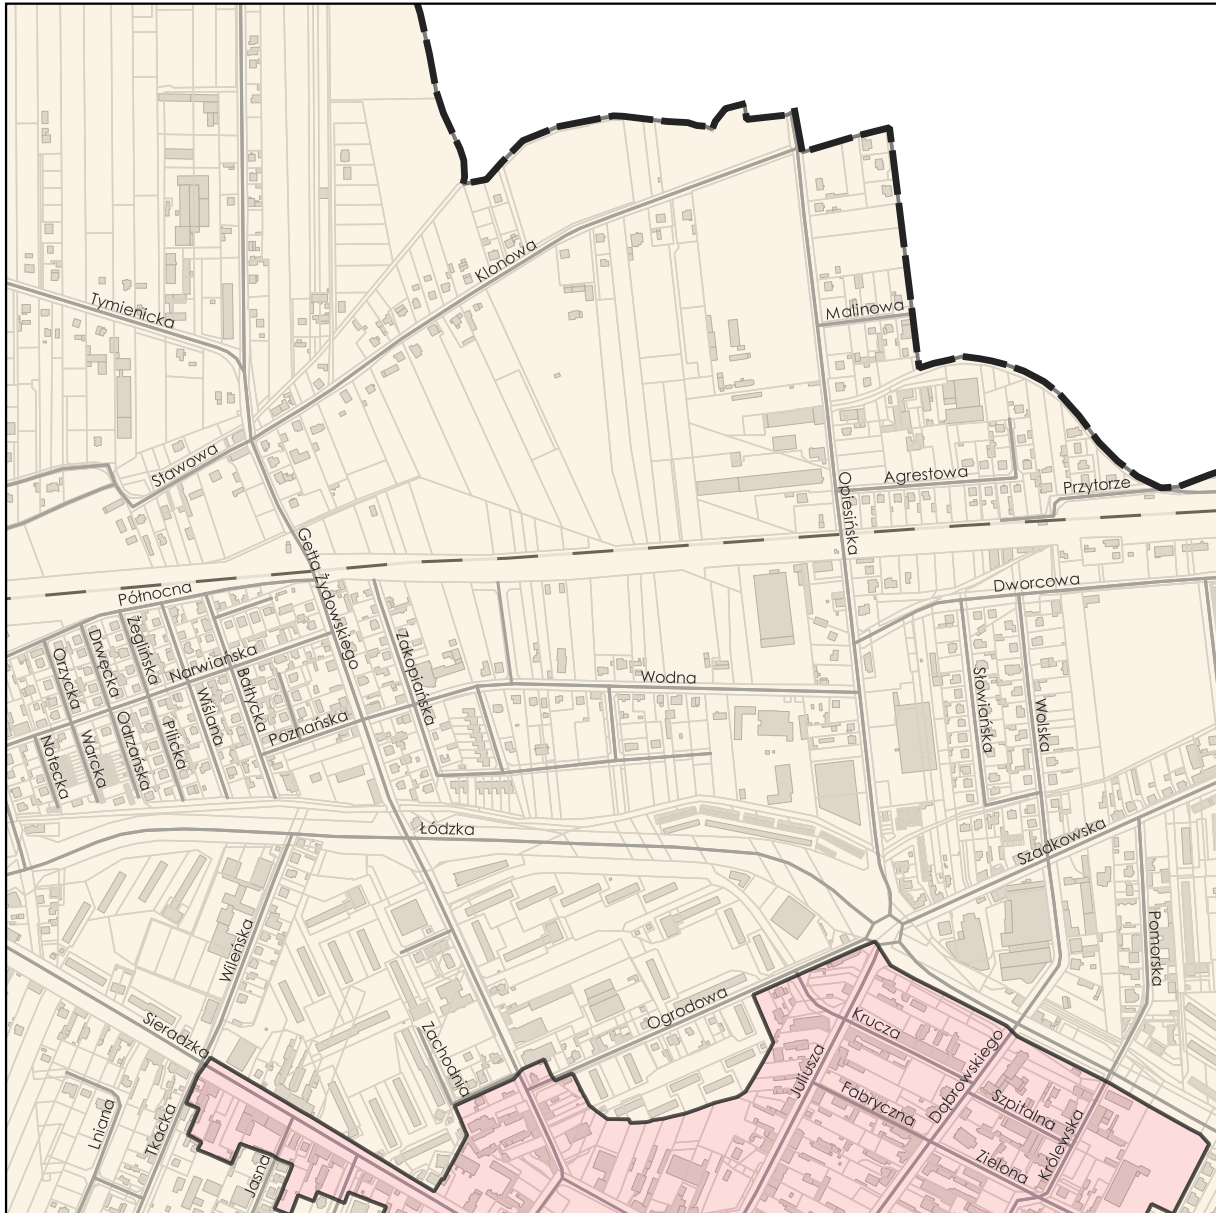 Klonowa
Tymienicka
Malinowa
Stawowa
Agrestowa
Przytorze
Opiesińska
Getta Żydowskiego
Północna
Dworcowa
Żeglińska
Drwęcka
Orzycka
Narwiańska
Zakopiańska
Bałtycka
Wiślana
Wodna
Słowiańska
Wolska
Poznańska
Odrzańska
Pilicka
Warcka
Notecka
Łódzka
Szadkowska
Wileńska
Pomorska
Ogrodowa
Sieradzka
Zachodnia
Krucza
Juliusza
Dąbrowskiego
Fabryczna
Szpitalna
Lniana
Tkacka
Jasna
Zielona
Królewska